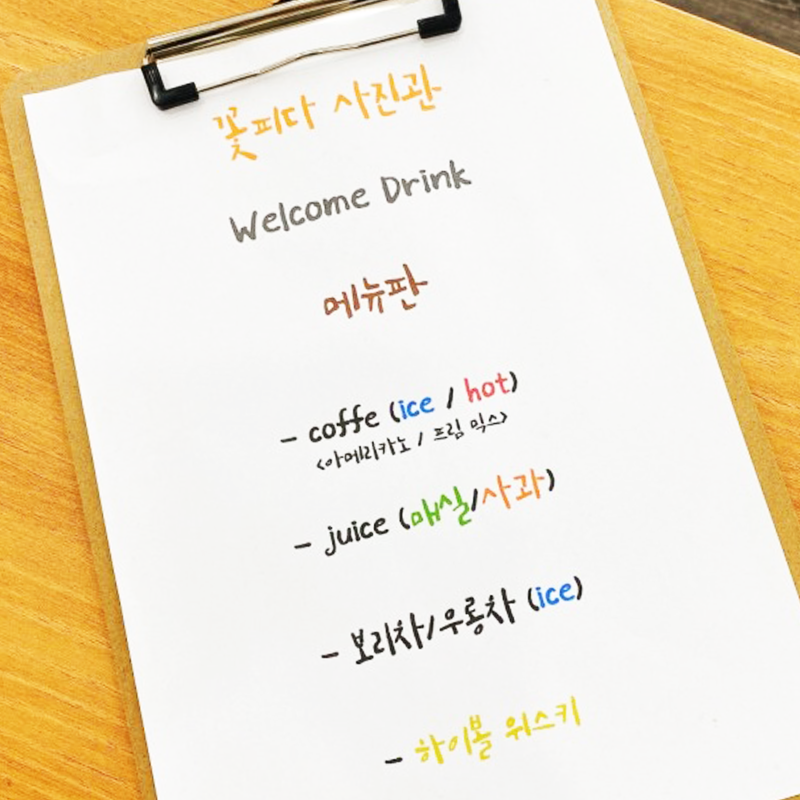 꽃피다 사진관
Welcome Drink
메뉴판
- coffe (ice / hot)
<아메리카노 / 프림 믹스>
- juice (매실/사과)
- 보리차/우롱차 (ice)
- 하이볼 위스키